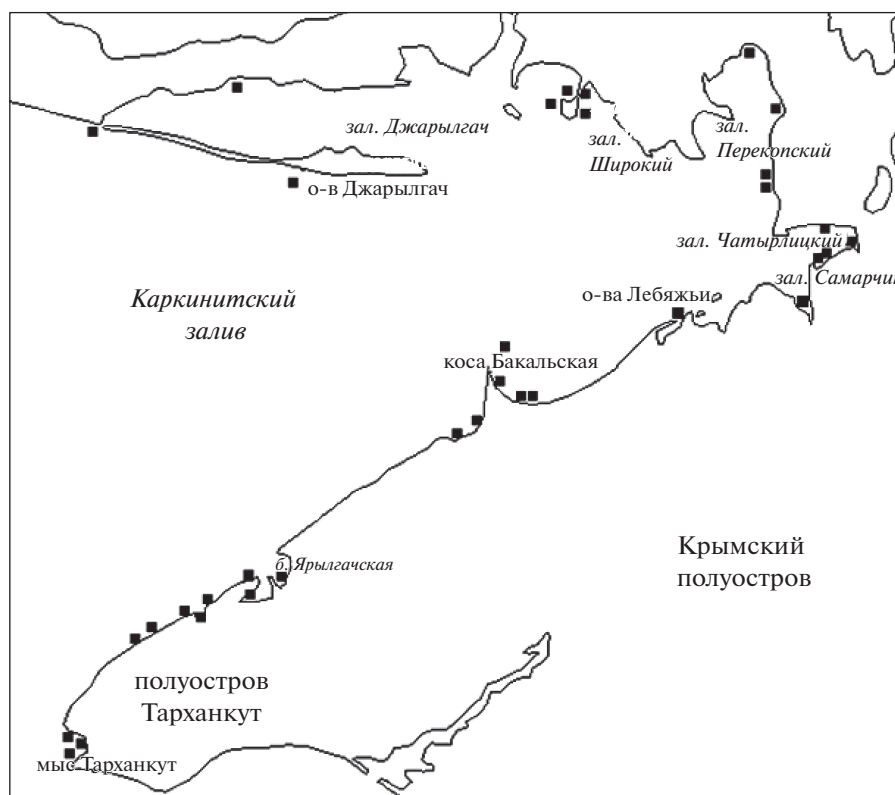 зал. Джарылгач
зал.
Широкий
зал.
Перекопский
о-в Джарылгач
зал. Чатырлицкий
зал. Самарчик
о-ва Лебяжьи
Каркинитский
залив
коса Бакальская
Крымский
полуостров
б. Ярылгачская
полуостров
Тарханкут
мыс Тарханкут